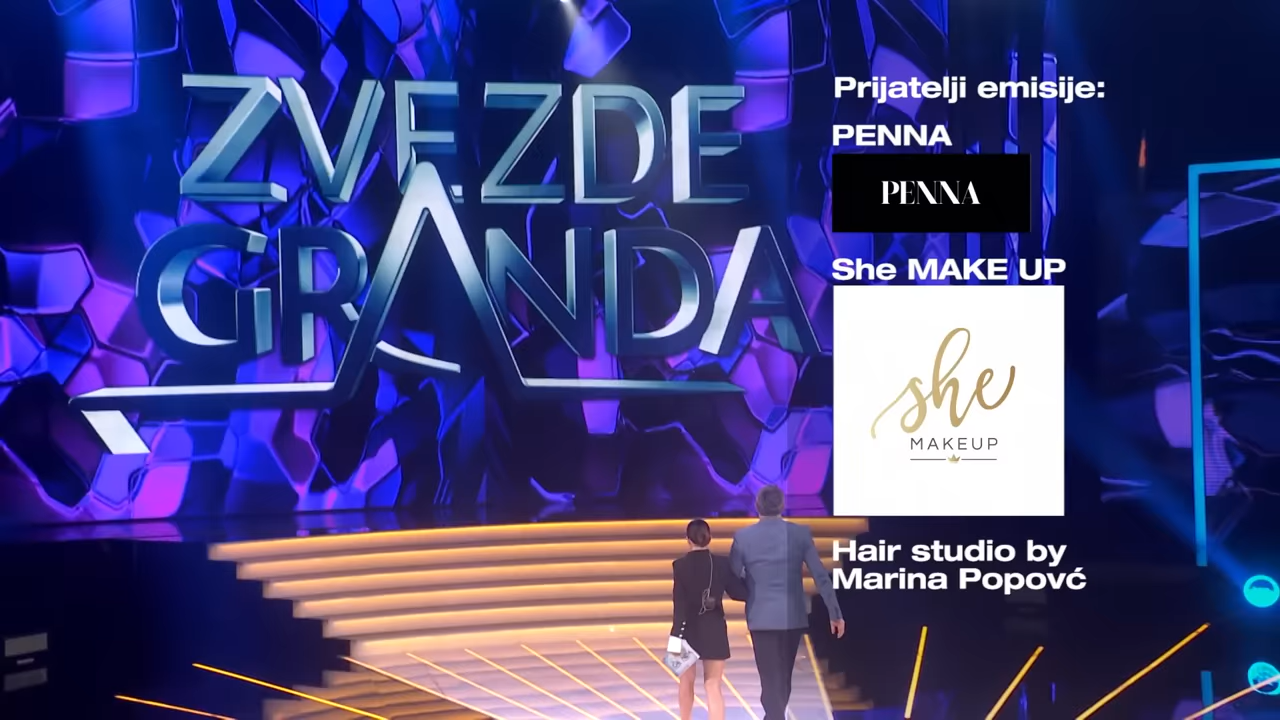 ZVEZDE
GRANDA
Prijatelji emisije:
PENNA
PENNA
She MAKE UP
she
MAKEUP
Hair studio by
Marina Popovć